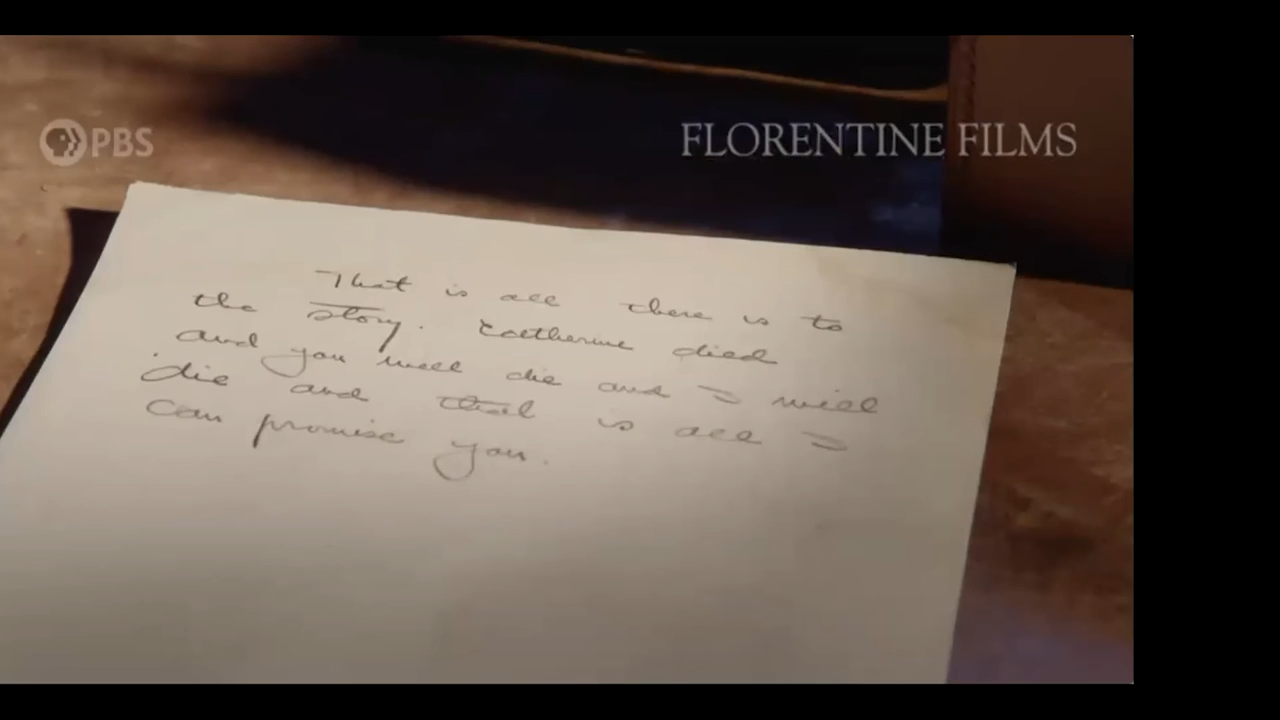 PBS
FLORENTINE FILMS
That is all there is to
the story. Catherine died
and you will die and I will
die and that is all I
can promise you.